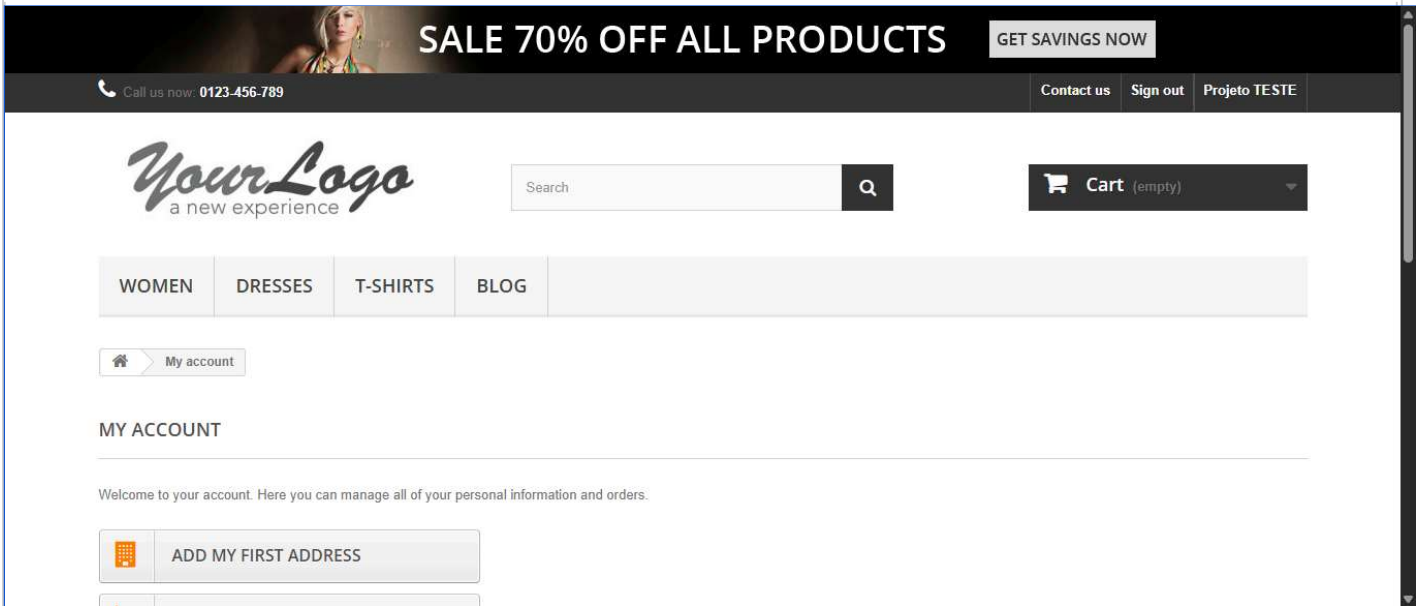 SALE 70% OFF ALL PRODUCTS GET SAVINGS NOW
Call us now: 0123-456-789 Contact us Sign out Projeto TESTE
YourLogo
a new experience
Search
Cart (empty)
WOMEN DRESSES T-SHIRTS BLOG
My account
MY ACCOUNT
Welcome to your account. Here you can manage all of your personal information and orders.
ADD MY FIRST ADDRESS